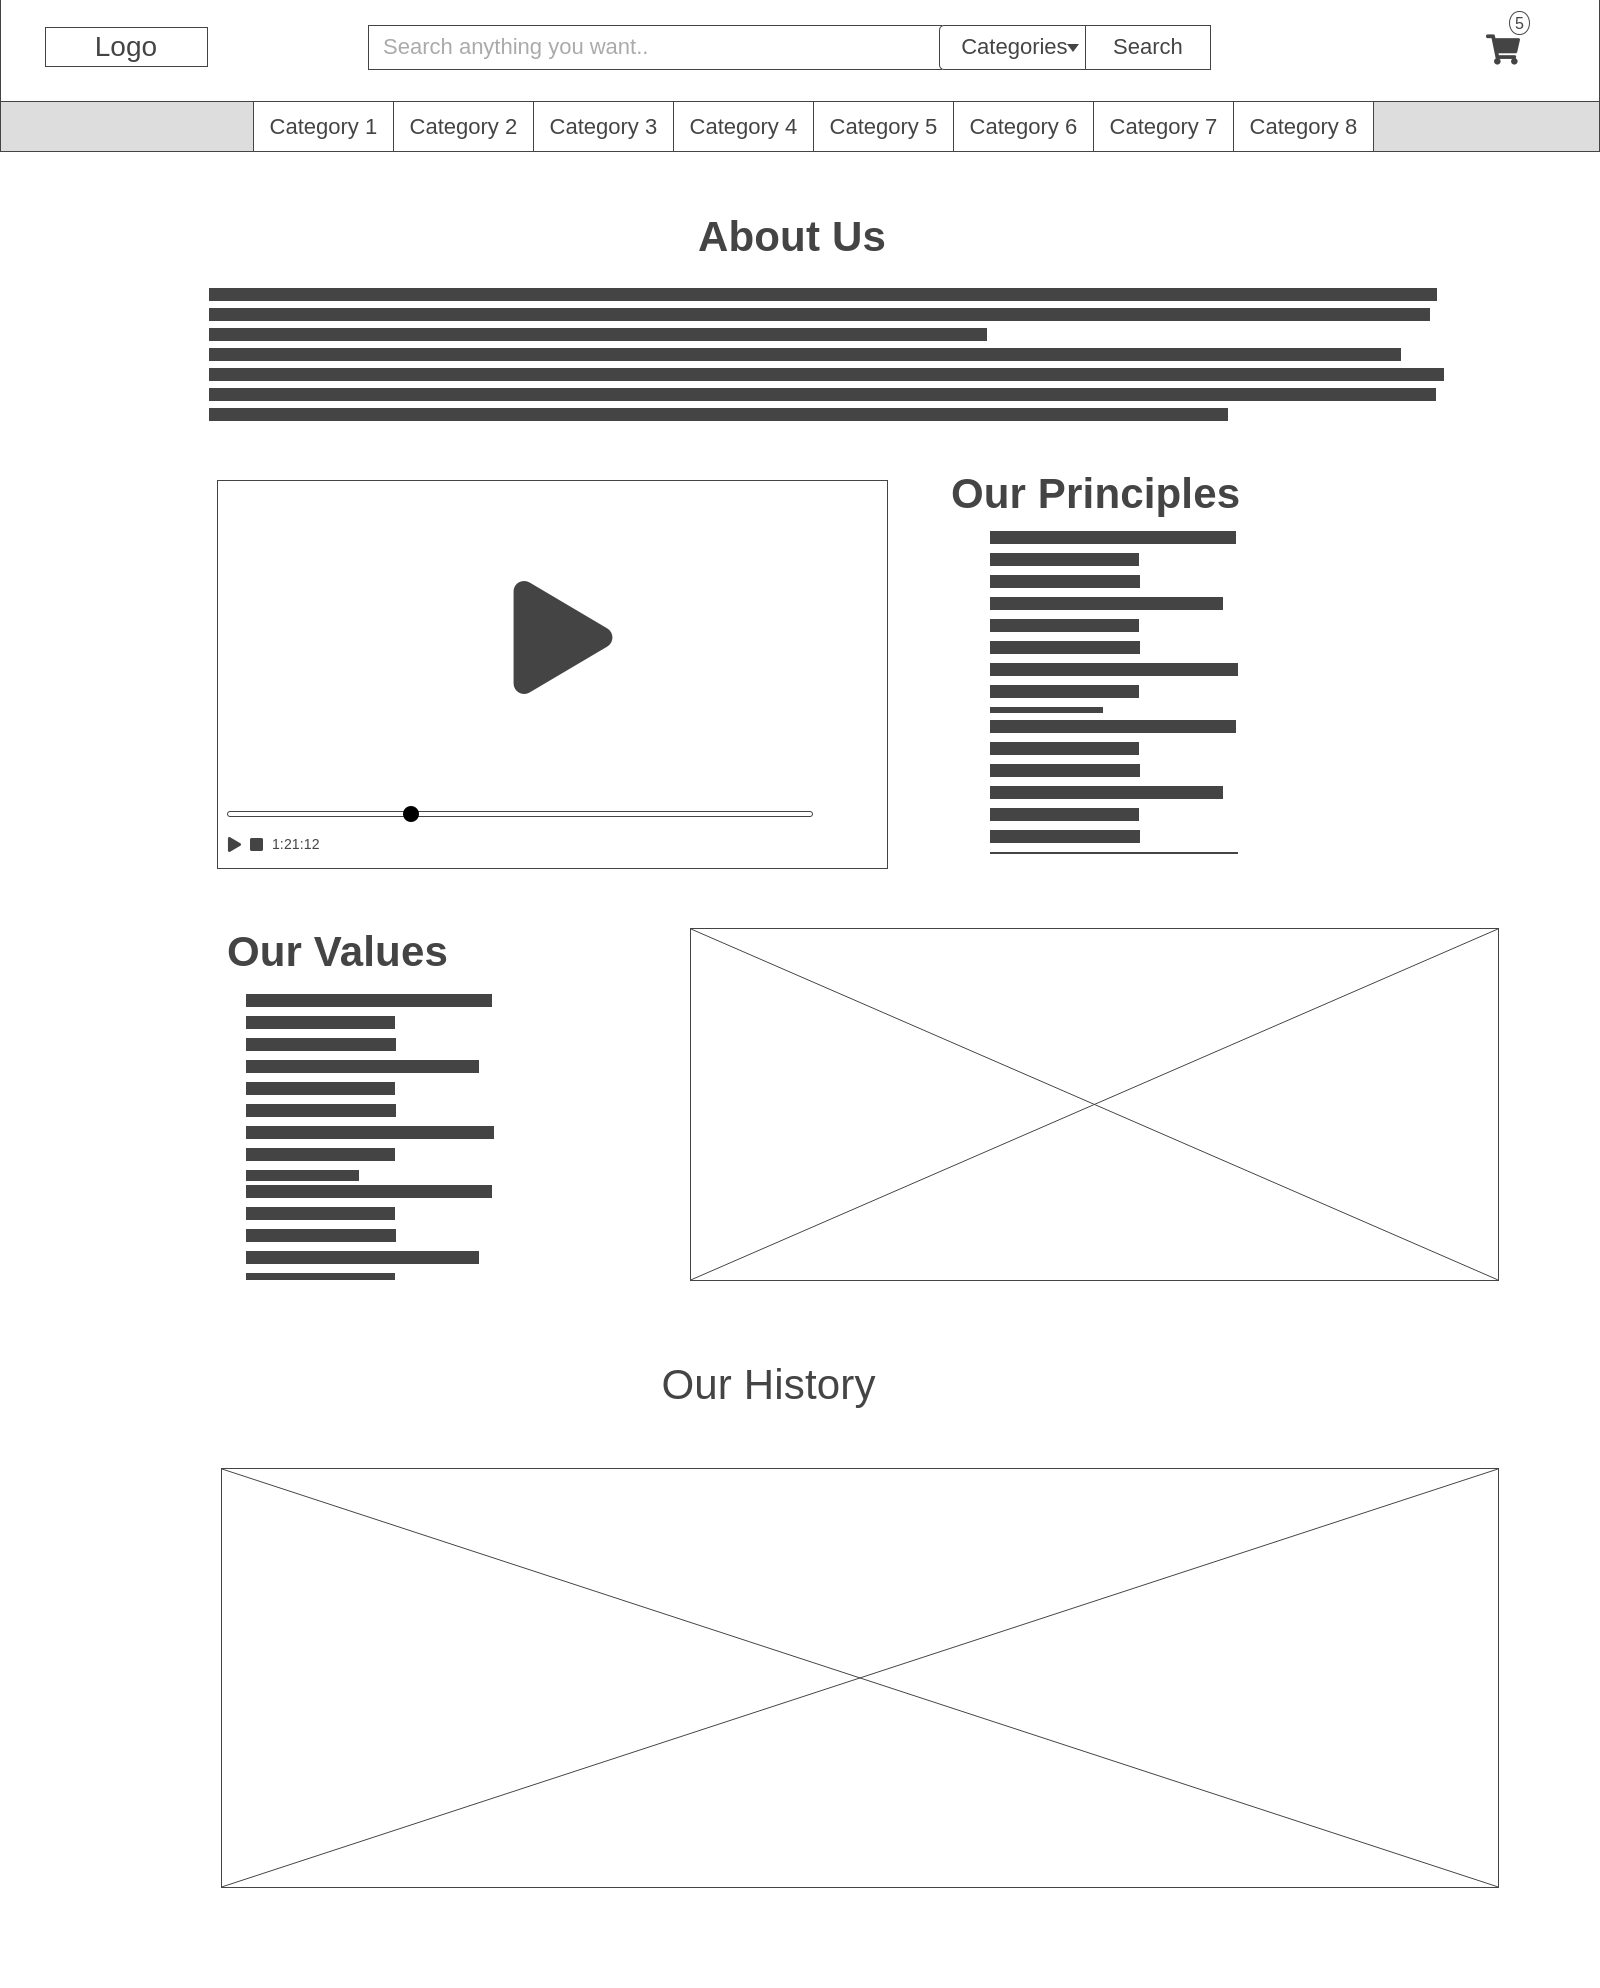 5
Logo
Search anything you want..
Categories
Search
Category 1
Category 2
Category 3
Category 4
Category 5
Category 6
Category 7
Category 8
About Us
Our Principles
1:21:12
Our Values
Our History